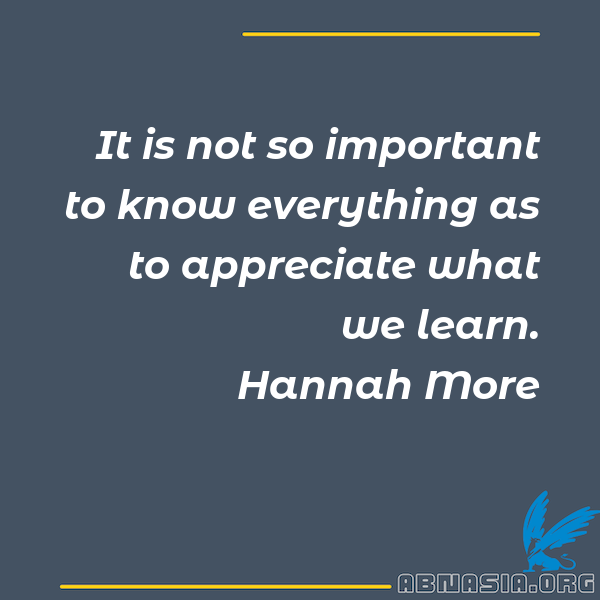 It is not so important
to know everything as
to appreciate what
we learn.
Hannah More
ABNASIA.ORG